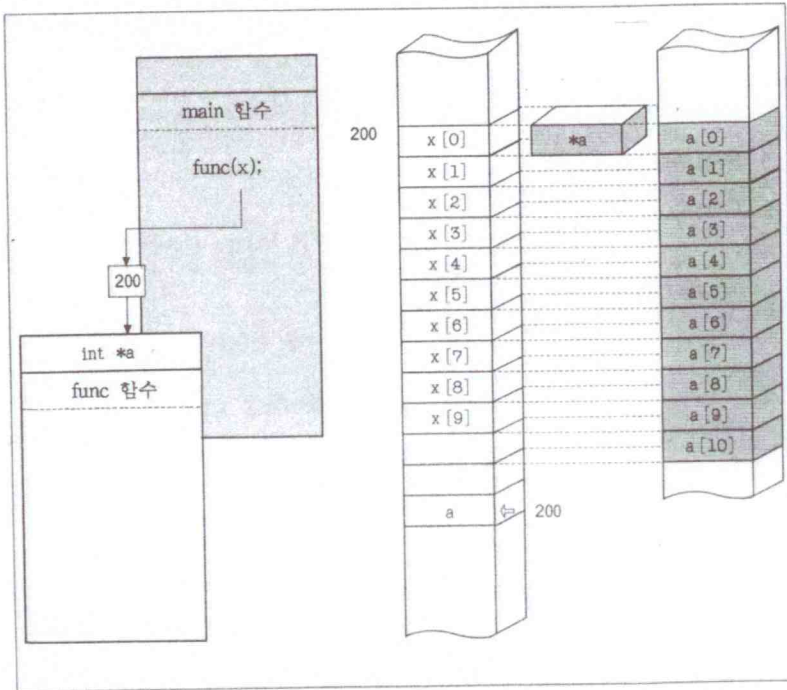 main 함수
func(x);
200
int *a
func 함수
200
x [0]
x [1]
x [2]
x [3]
x [4]
x [5]
x [6]
x [7]
x [8]
x [9]
a
⇦ 200
*a
a [0]
a [1]
a [2]
a [3]
a [4]
a [5]
a [6]
a [7]
a [8]
a [9]
a [10]